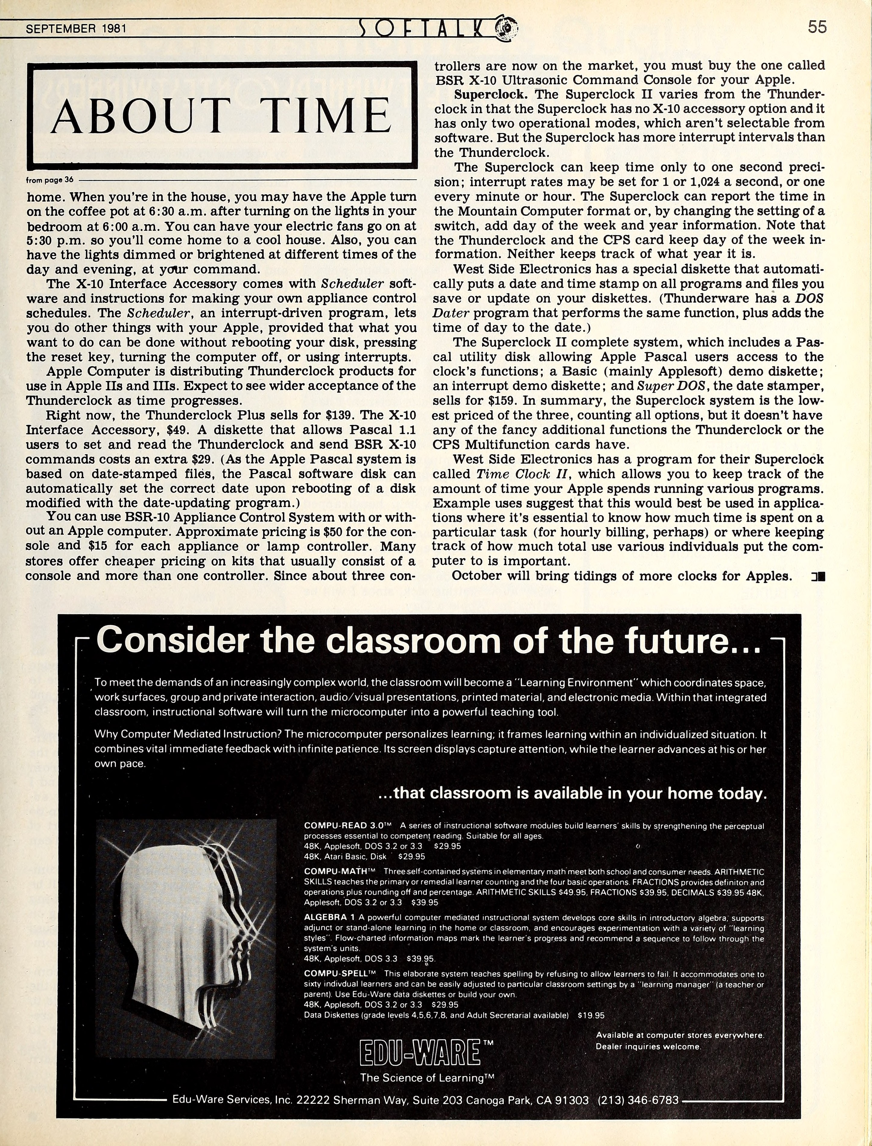 SEPTEMBER 1981
SOFTALK
55
ABOUT TIME
from page 36
home. When you're in the house, you may have the Apple turn
on the coffee pot at 6:30 a.m. after turning on the lights in your
bedroom at 6:00 a.m. You can have your electric fans go on at
5:30 p.m. so you'll come home to a cool house. Also, you can
have the lights dimmed or brightened at different times of the
day and evening, at your command.
The X-10 Interface Accessory comes with Scheduler soft-
ware and instructions for making your own appliance control
schedules. The Scheduler, an interrupt-driven program, lets
you do other things with your Apple, provided that what you
want to do can be done without rebooting your disk, pressing
the reset key, turning the computer off, or using interrupts.
Apple Computer is distributing Thunderclock products for
use in Apple IIs and IIIs. Expect to see wider acceptance of the
Thunderclock as time progresses.
Right now, the Thunderclock Plus sells for $139. The X-10
Interface Accessory, $49. A diskette that allows Pascal 1.1
users to set and read the Thunderclock and send BSR X-10
commands costs an extra $29. (As the Apple Pascal system is
based on date-stamped files, the Pascal software disk can
automatically set the correct date upon rebooting of a disk
modified with the date-updating program.)
You can use BSR-10 Appliance Control System with or with-
out an Apple computer. Approximate pricing is $50 for the con-
sole and $15 for each appliance or lamp controller. Many
stores offer cheaper pricing on kits that usually consist of a
console and more than one controller. Since about three con-
trollers are now on the market, you must buy the one called
BSR X-10 Ultrasonic Command Console for your Apple.
Superclock. The Superclock II varies from the Thunder-
clock in that the Superclock has no X-10 accessory option and it
has only two operational modes, which aren't selectable from
software. But the Superclock has more interrupt intervals than
the Thunderclock.
The Superclock can keep time only to one second preci-
sion; interrupt rates may be set for 1 or 1,024 a second, or one
every minute or hour. The Superclock can report the time in
the Mountain Computer format or, by changing the setting of a
switch, add day of the week and year information. Note that
the Thunderclock and the CPS card keep day of the week in-
formation. Neither keeps track of what year it is.
West Side Electronics has a special diskette that automati-
cally puts a date and time stamp on all programs and files you
save or update on your diskettes. (Thunderware has a DOS
Dater program that performs the same function, plus adds the
time of day to the date.)
The Superclock II complete system, which includes a Pas-
cal utility disk allowing Apple Pascal users access to the
clock's functions; a Basic (mainly Applesoft) demo diskette;
an interrupt demo diskette; and Super DOS, the date stamper,
sells for $159. In summary, the Superclock system is the low-
est priced of the three, counting all options, but it doesn't have
any of the fancy additional functions the Thunderclock or the
CPS Multifunction cards have.
West Side Electronics has a program for their Superclock
called Time Clock II, which allows you to keep track of the
amount of time your Apple spends running various programs.
Example uses suggest that this would best be used in applica-
tions where it's essential to know how much time is spent on a
particular task (for hourly billing, perhaps) or where keeping
track of how much total use various individuals put the com-
puter to is important.
October will bring tidings of more clocks for Apples.
Consider the classroom of the future...
To meet the demands of an increasingly complex world, the classroom will become a "Learning Environment" which coordinates space,
work surfaces, group and private interaction, audio/visual presentations, printed material, and electronic media. Within that integrated
classroom, instructional software will turn the microcomputer into a powerful teaching tool.
Why Computer Mediated Instruction? The microcomputer personalizes learning; it frames learning within an individualized situation. It
combines vital immediate feedback with infinite patience. Its screen displays capture attention, while the learner advances at his or her
own pace.
...that classroom is available in your home today.
COMPU-READ 3.0™ A series of instructional software modules build learners' skills by strengthening the perceptual
processes essential to competent reading. Suitable for all ages.
48K, Applesoft, DOS 3.2 or 3.3 $29.95
48K, Atari Basic, Disk $29.95
COMPU-MATH™ Three self-contained systems in elementary math meet both school and consumer needs. ARITHMETIC
SKILLS teaches the primary or remedial learner counting and the four basic operations. FRACTIONS provides definiton and
operations plus rounding off and percentage. ARITHMETIC SKILLS $49.95, FRACTIONS $39.95, DECIMALS $39.95 48K,
Applesoft, DOS 3.2 or 3.3 $39.95
ALGEBRA 1 A powerful computer mediated instructional system develops core skills in introductory algebra, supports
adjunct or stand-alone learning in the home or classroom, and encourages experimentation with a variety of "learning
styles". Flow-charted information maps mark the learner's progress and recommend a sequence to follow through the
system's units.
48K, Applesoft, DOS 3.3 $39.95.
COMPU-SPELL™ This elaborate system teaches spelling by refusing to allow learners to fail. It accommodates one to
sixty indivdual learners and can be easily adjusted to particular classroom settings by a "learning manager" (a teacher or
parent). Use Edu-Ware data diskettes or build your own.
48K, Applesoft, DOS 3.2 or 3.3 $29.95
Data Diskettes (grade levels 4,5,6,7,8, and Adult Secretarial available) $19.95
Available at computer stores everywhere.
Dealer inquiries welcome.
EDU-WARE™
The Science of Learning™
Edu-Ware Services, Inc. 22222 Sherman Way, Suite 203 Canoga Park, CA 91303 (213) 346-6783